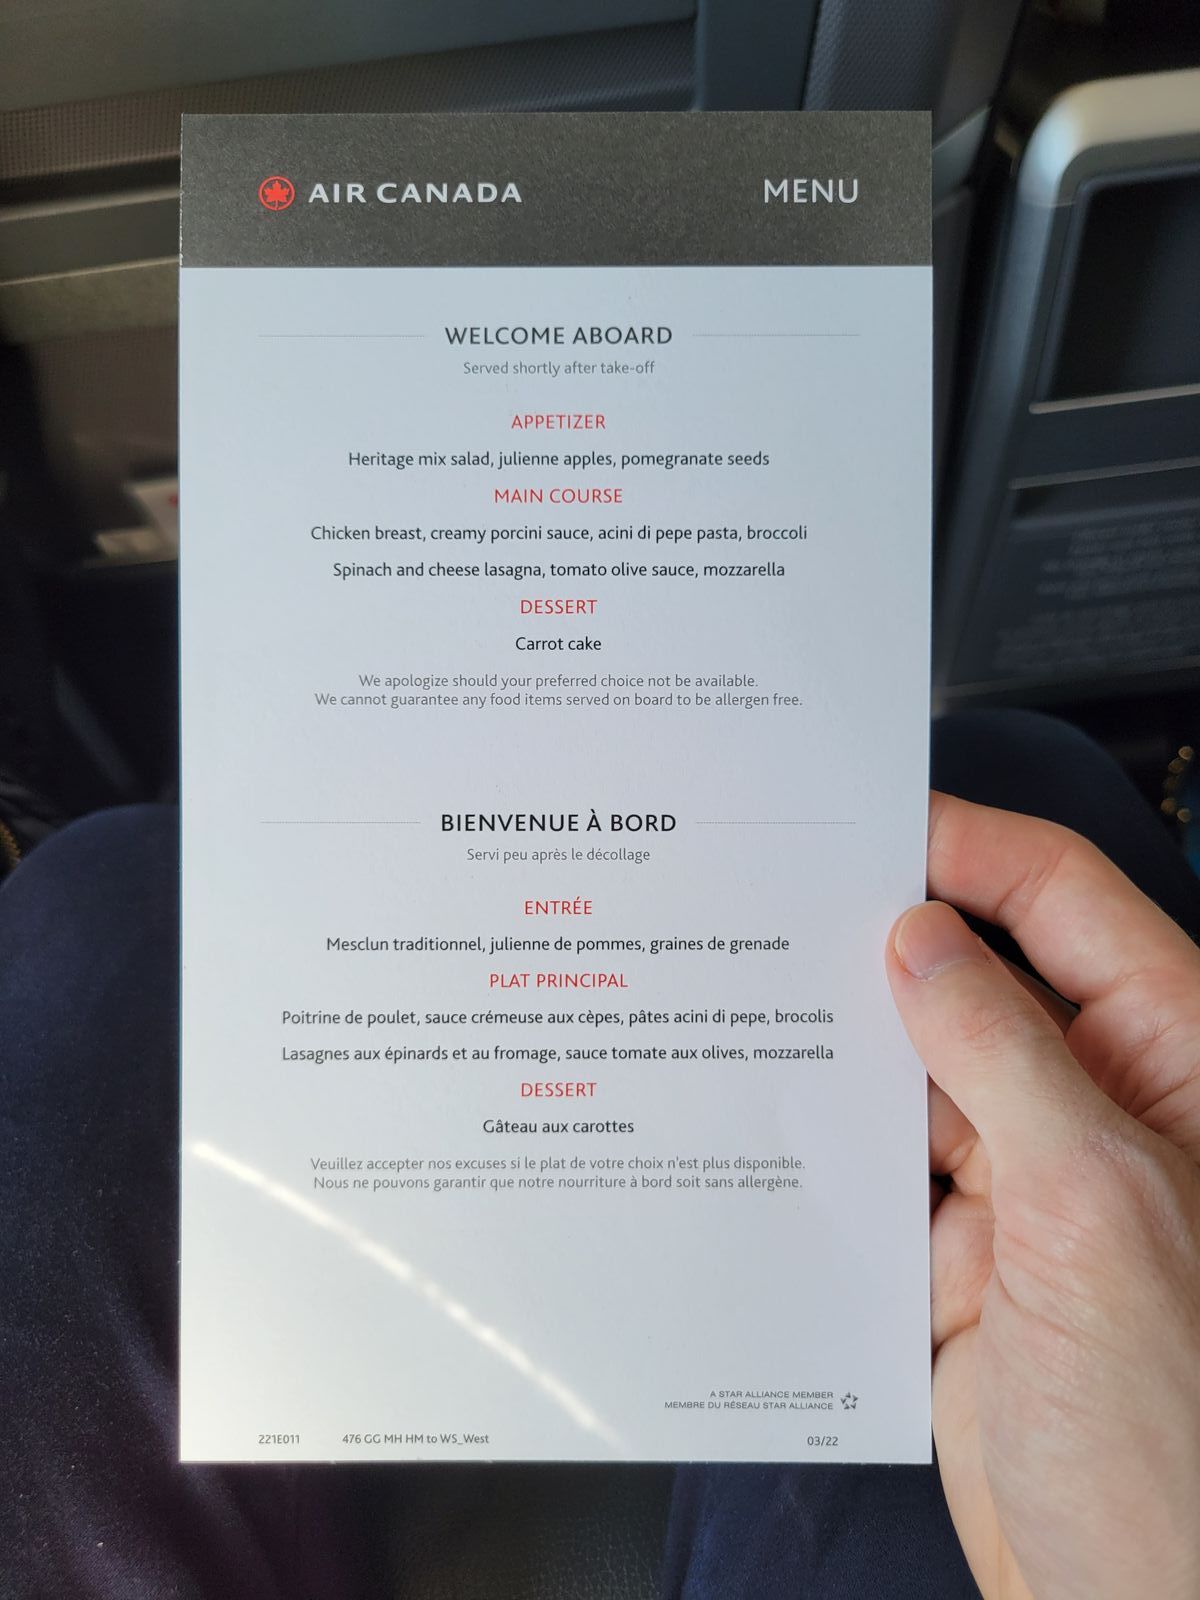 AIR CANADA
MENU
WELCOME ABOARD
Served shortly after take-off
APPETIZER
Heritage mix salad, julienne apples, pomegranate seeds
MAIN COURSE
Chicken breast, creamy porcini sauce, acini di pepe pasta, broccoli
Spinach and cheese lasagna, tomato olive sauce, mozzarella
DESSERT
Carrot cake
We apologize should your preferred choice not be available.
We cannot guarantee any food items served on board to be allergen free.
BIENVENUE À BORD
Servi peu après le décollage
ENTRÉE
Mesclun traditionnel, julienne de pommes, graines de grenade
PLAT PRINCIPAL
Poitrine de poulet, sauce crémeuse aux cèpes, pâtes acini di pepe, brocolis
Lasagnes aux épinards et au fromage, sauce tomate aux olives, mozzarella
DESSERT
Gâteau aux carottes
Veuillez accepter nos excuses si le plat de votre choix n'est plus disponible.
Nous ne pouvons garantir que notre nourriture à bord soit sans allergène.
A STAR ALLIANCE MEMBER
MEMBRE DU RÉSEAU STAR ALLIANCE
221E011 476 GG MH HM to WS_West 03/22